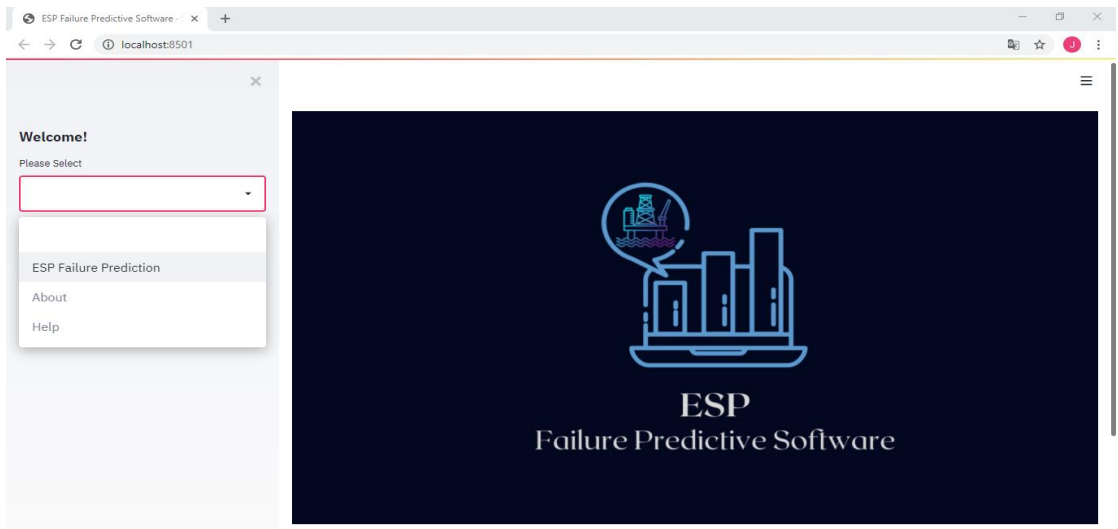 ESP Failure Predictive Software -
localhost:8501
J
Welcome!
Please Select
ESP Failure Prediction
About
Help
ESP
Failure Predictive Software